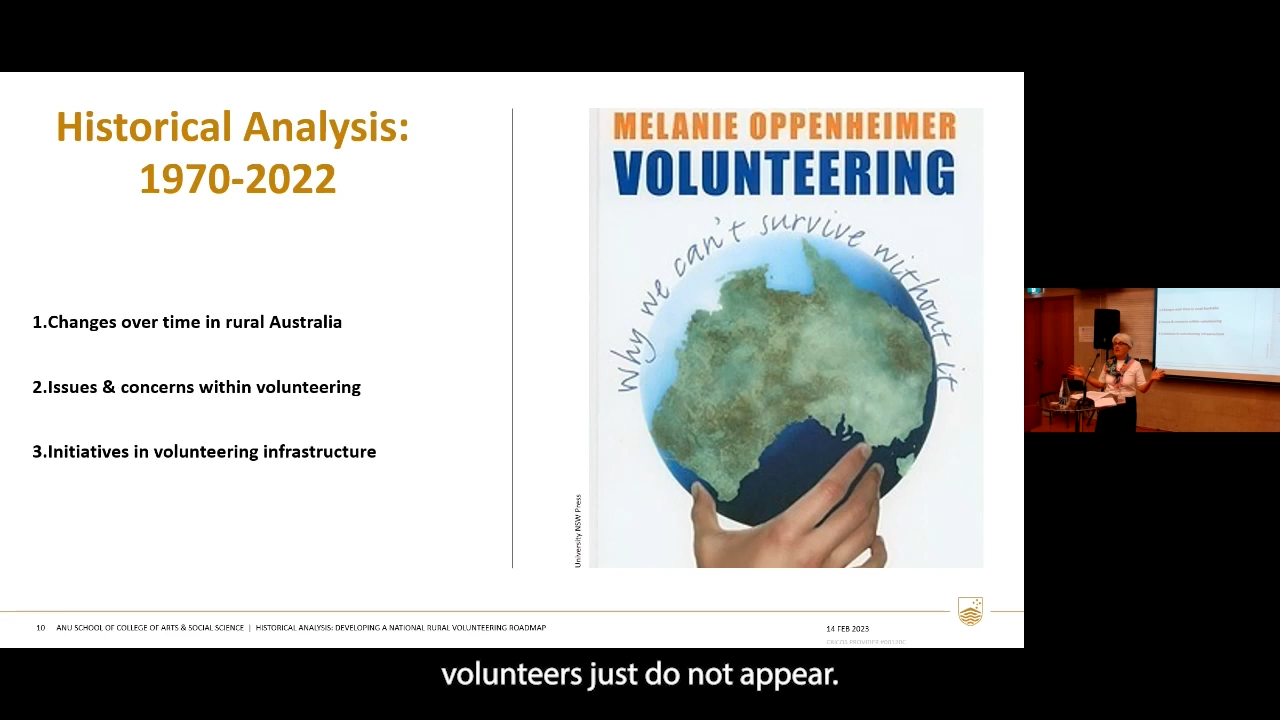 Historical Analysis:
1970-2022
1.Changes over time in rural Australia
2.Issues & concerns within volunteering
3.Initiatives in volunteering infrastructure
MELANIE OPPENHEIMER
VOLUNTEERING
why we can't survive without it
University NSW Press
10 ANU SCHOOL OF COLLEGE OF ARTS & SOCIAL SCIENCE | HISTORICAL ANALYSIS: DEVELOPING A NATIONAL RURAL VOLUNTEERING ROADMAP
14 FEB 2023
CRICOS PROVIDER #00120C
volunteers just do not appear.